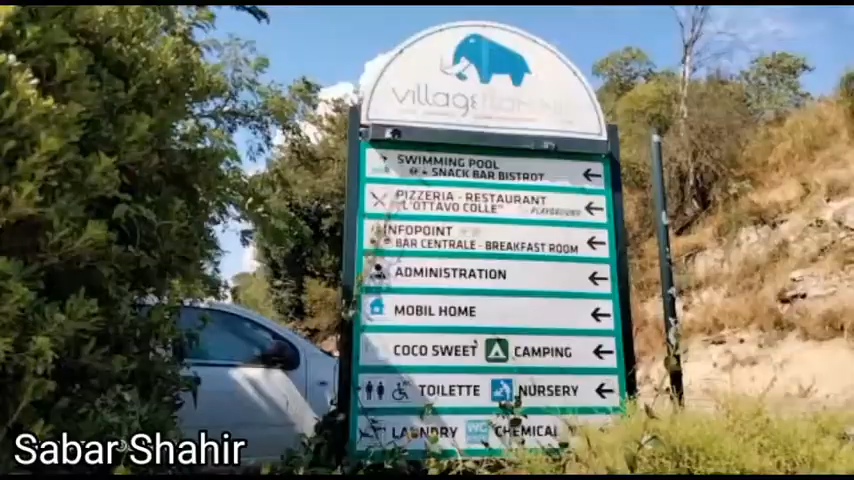 SWIMMING POOL
SNACK BAR BISTROT
PIZZERIA - RESTAURANT
"L'OTTAVO COLLE" PLAYGROUND
INFOPOINT
BAR CENTRALE - BREAKFAST ROOM
ADMINISTRATION
MOBIL HOME
COCO SWEET CAMPING
TOILETTE NURSERY
LAUNDRY WC CHEMICAL
Sabar Shahir